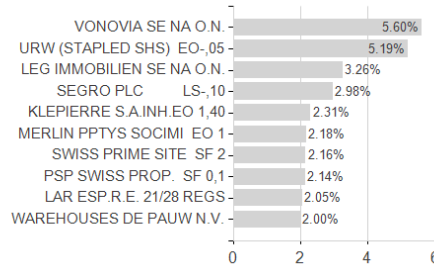 VONOVIA SE NA O.N. 5.60%
URW (STAPLED SHS) EO-,05 5.19%
LEG IMMOBILIEN SE NA O.N. 3.26%
SEGRO PLC LS-,10 2.98%
KLEPIERRE S.A.INH.EO 1,40 2.31%
MERLIN PPTYS SOCIMI EO 1 2.18%
SWISS PRIME SITE SF 2 2.16%
PSP SWISS PROP. SF 0,1 2.14%
LAR ESP.R.E. 21/28 REGS 2.05%
WAREHOUSES DE PAUW N.V. 2.00%
0 2 4 6